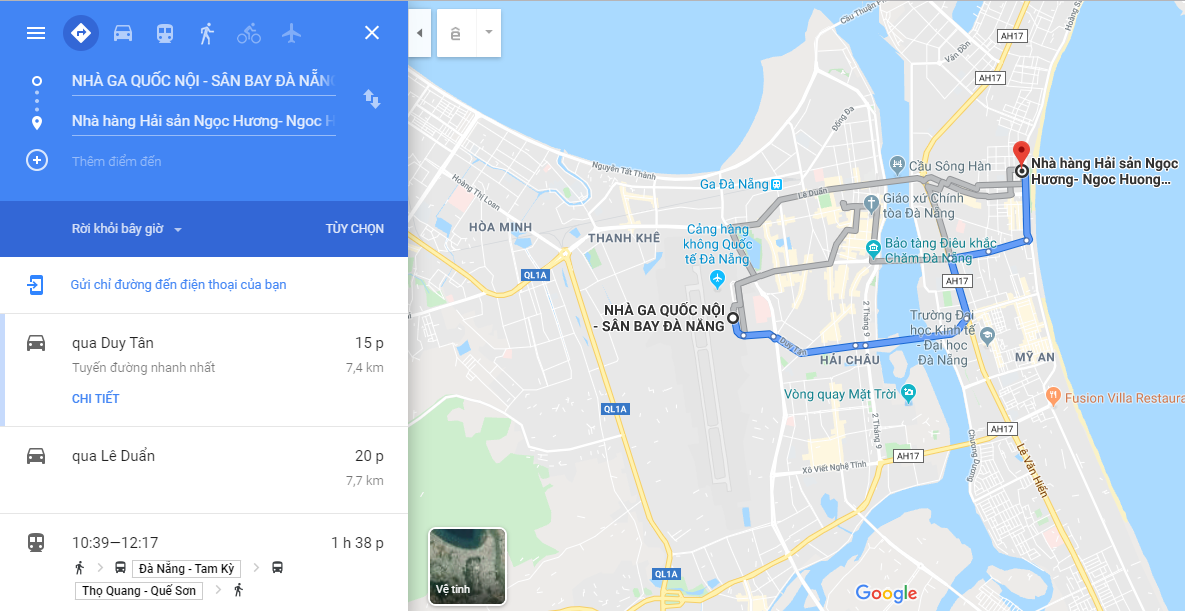 NHÀ GA QUỐC NỘI - SÂN BAY ĐÀ NẴNG
Nhà hàng Hải sản Ngọc Hương- Ngoc H
Thêm điểm đến
Rời khỏi bây giờ
TÙY CHỌN
Gửi chỉ đường đến điện thoại của bạn
qua Duy Tân
15 p
Tuyến đường nhanh nhất
7,4 km
CHI TIẾT
qua Lê Duẩn
20 p
7,7 km
10:39—12:17
1 h 38 p
Đà Nẵng - Tam Kỳ
Thọ Quang - Quế Sơn
Cầu Thuận Ph
Hoàng S
AH17
Vân Đồn
AH17
Đống Đa
Nguyễn Tất Thành
Cầu Sông Hàn
Nhà hàng Hải sản Ngọc
Hương- Ngoc Huong...
Hoàng Thị Loan
Ga Đà Nẵng
Lê Duẩn
Giáo xứ Chính
tòa Đà Nẵng
HÒA MINH
THANH KHÊ
Cảng hàng
không Quốc
tế Đà Nẵng
Bảo tàng Điêu khắc
Chăm Đà Nẵng
QL1A
AH17
NHÀ GA QUỐC NỘI
- SÂN BAY ĐÀ NẴNG
2 Tháng 9
Trường Đại
học Kinh tế
- Đại học
Đà Nẵng
Duy Tân
HẢI CHÂU
MỸ AN
Vòng quay Mặt Trời
Fusion Villa Restaura
QL1A
2 Tháng 9
AH17
Chương Dương
Lê Văn Hiến
AH17
Xô Viết Nghệ Tĩnh
QL1A
Vệ tinh
Google